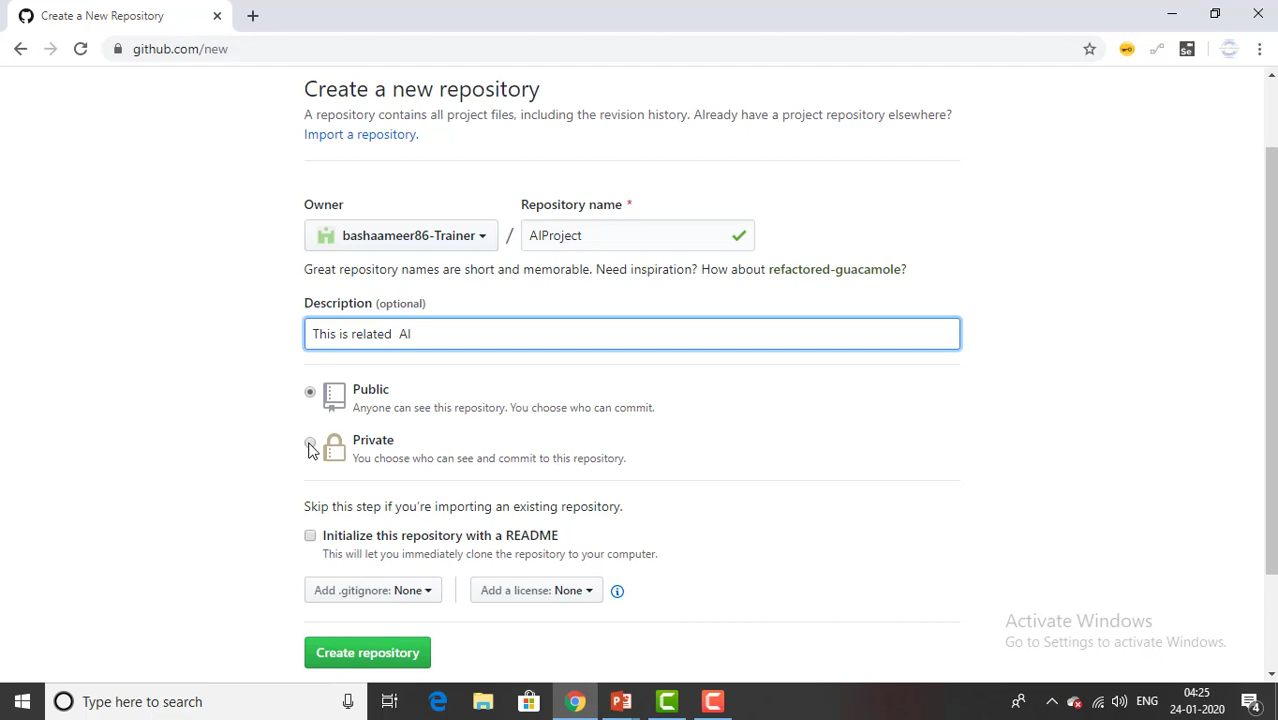 Create a New Repository
github.com/new
Se
Create a new repository
A repository contains all project files, including the revision history. Already have a project repository elsewhere?
Import a repository.
Owner
Repository name *
bashaameer86-Trainer / AIProject
Great repository names are short and memorable. Need inspiration? How about refactored-guacamole?
Description (optional)
This is related  AI
Public
Anyone can see this repository. You choose who can commit.
Private
You choose who can see and commit to this repository.
Skip this step if you're importing an existing repository.
Initialize this repository with a README
This will let you immediately clone the repository to your computer.
Add .gitignore: None
Add a license: None
Create repository
Activate Windows
Go to Settings to activate Windows.
Type here to search
ENG
04:25
24-01-2020
4